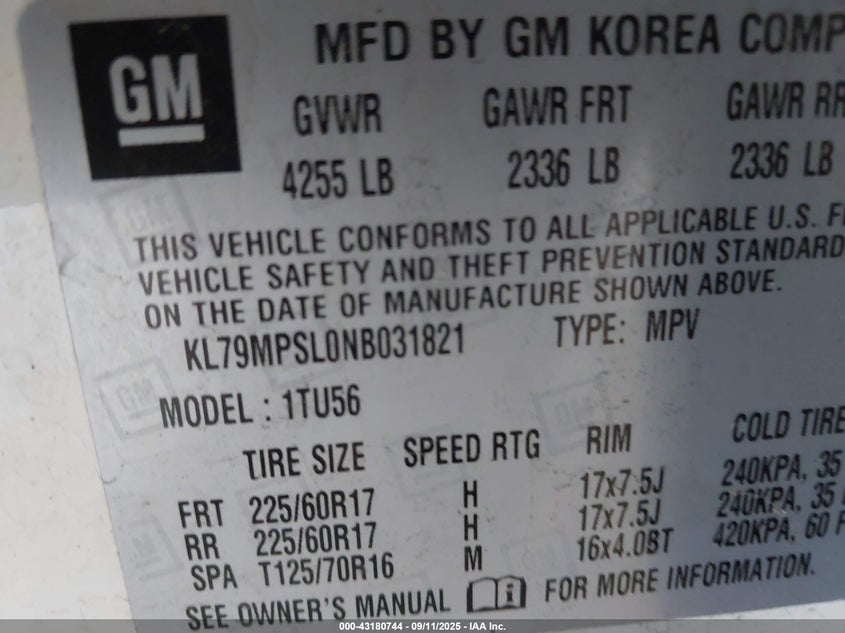 GM
MFD BY GM KOREA COMP
GVWR GAWR FRT GAWR RR
4255 LB 2336 LB 2336 LB
THIS VEHICLE CONFORMS TO ALL APPLICABLE U.S. F
VEHICLE SAFETY AND THEFT PREVENTION STANDARD
ON THE DATE OF MANUFACTURE SHOWN ABOVE.
KL79MPSL0NB031821 TYPE: MPV
MODEL : 1TU56
TIRE SIZE SPEED RTG RIM COLD TIRE
FRT 225/60R17 H 17x7.5J 240KPA, 35
RR 225/60R17 H 17x7.5J 240KPA, 35
SPA T125/70R16 M 16x4.0BT 420KPA, 60 P
SEE OWNER'S MANUAL FOR MORE INFORMATION.
000-43180744 - 09/11/2025 - IAA Inc.